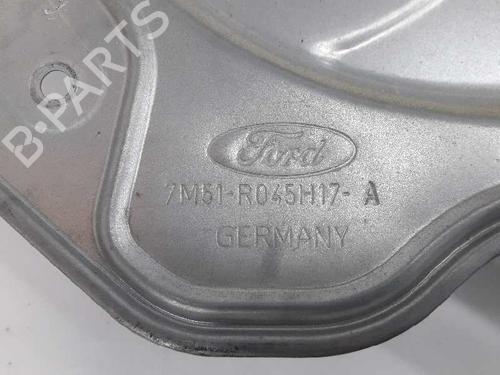 B-PARTS
Ford
7M51-R045H17- A
GERMANY